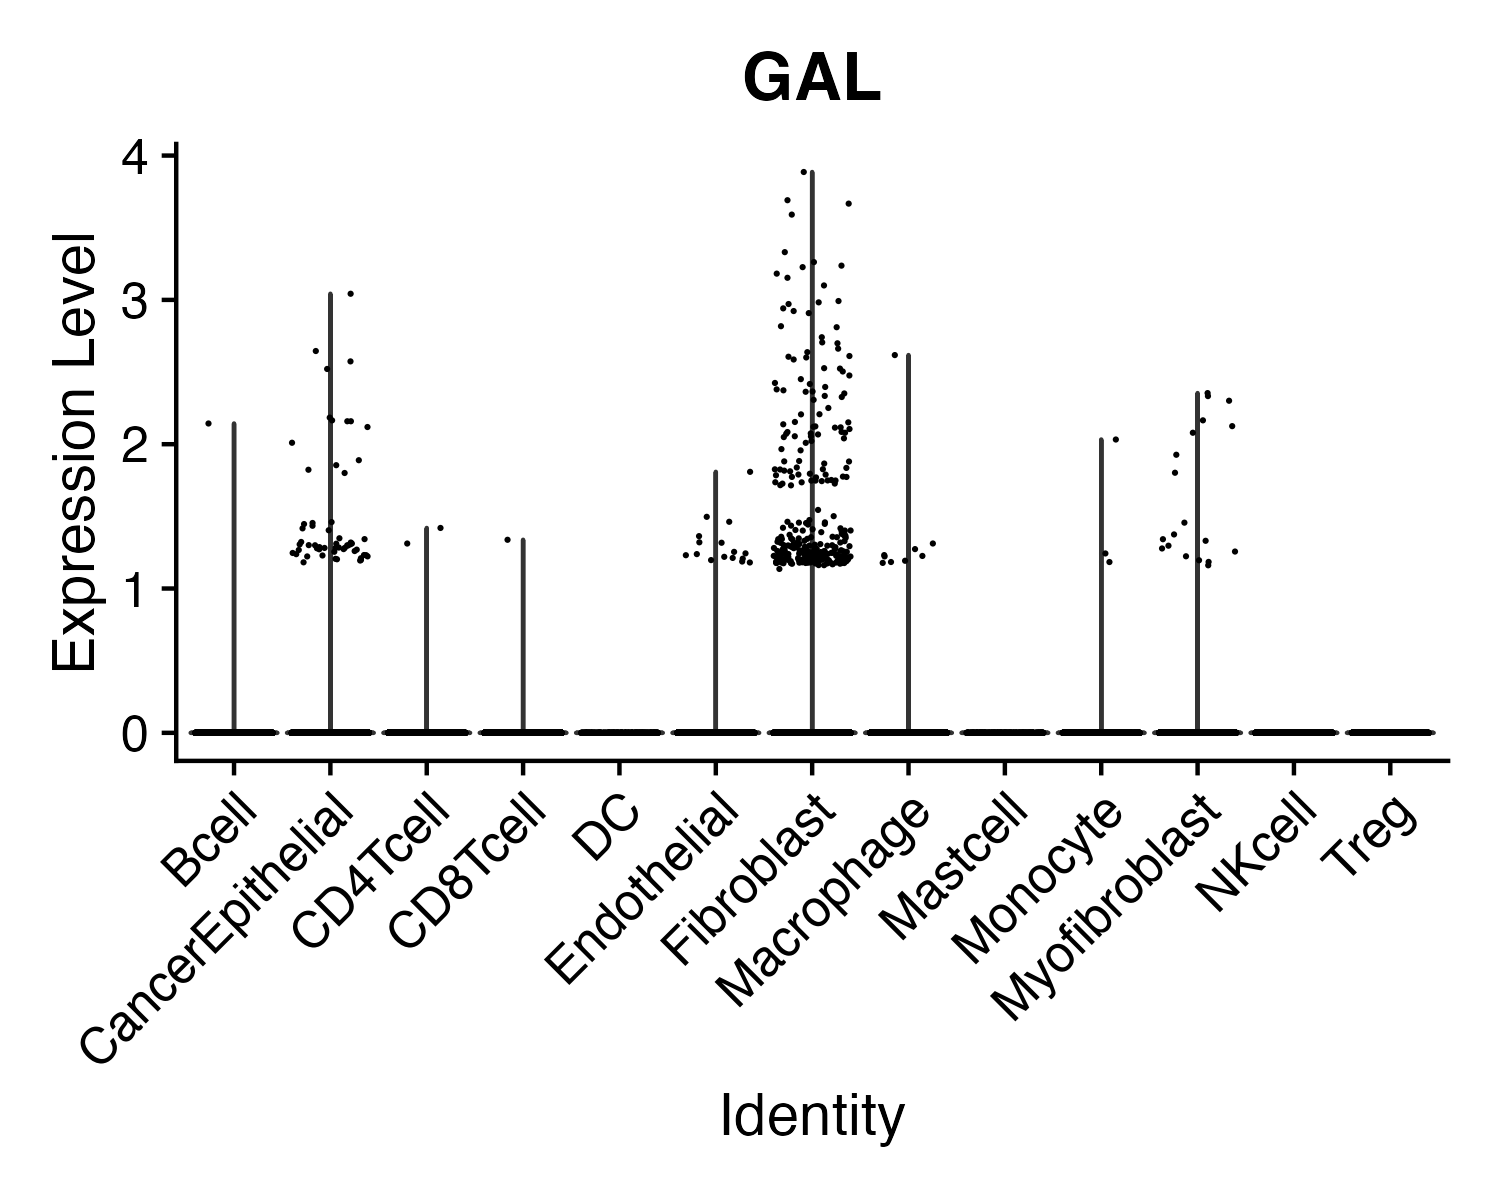 GAL
Expression Level
4
3
2
1
0
Bcell
CancerEpithelial
CD4Tcell
CD8Tcell
DC
Endothelial
Fibroblast
Macrophage
Mastcell
Monocyte
Myofibroblast
NKcell
Treg
Identity